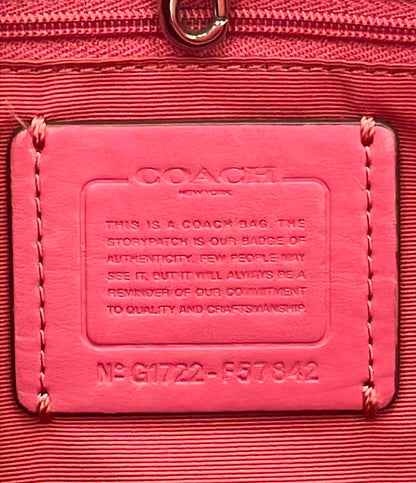 COACH
NEW YORK
THIS IS A COACH BAG. THE
STORYPATCH IS OUR BADGE OF
AUTHENTICITY. FEW PEOPLE MAY
SEE IT, BUT IT WILL ALWAYS BE A
REMINDER OF OUR COMMITMENT
TO QUALITY AND CRAFTSMANSHIP.
Nº G1722-F57842